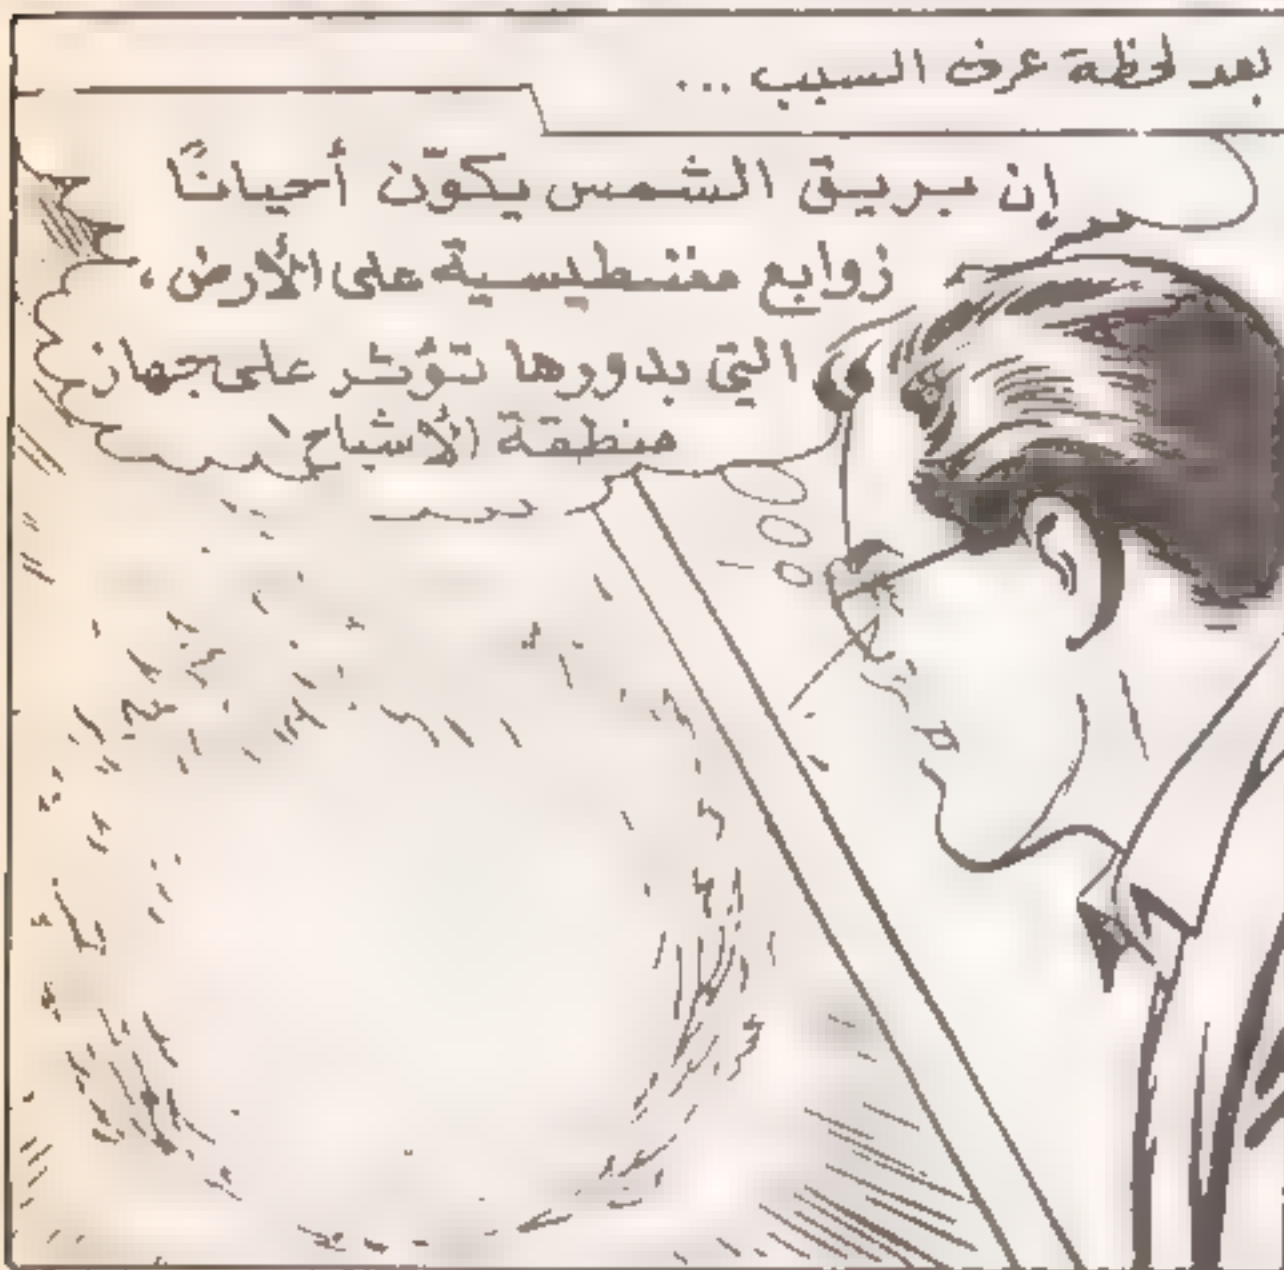 بعد لحظة عرف السبب ...
إن بريق الشمس يكوّن أحيانًا
زوابع مغنطيسية على الأرض،
التي بدورها تؤثر على جهاز
منطقة الأشباح!